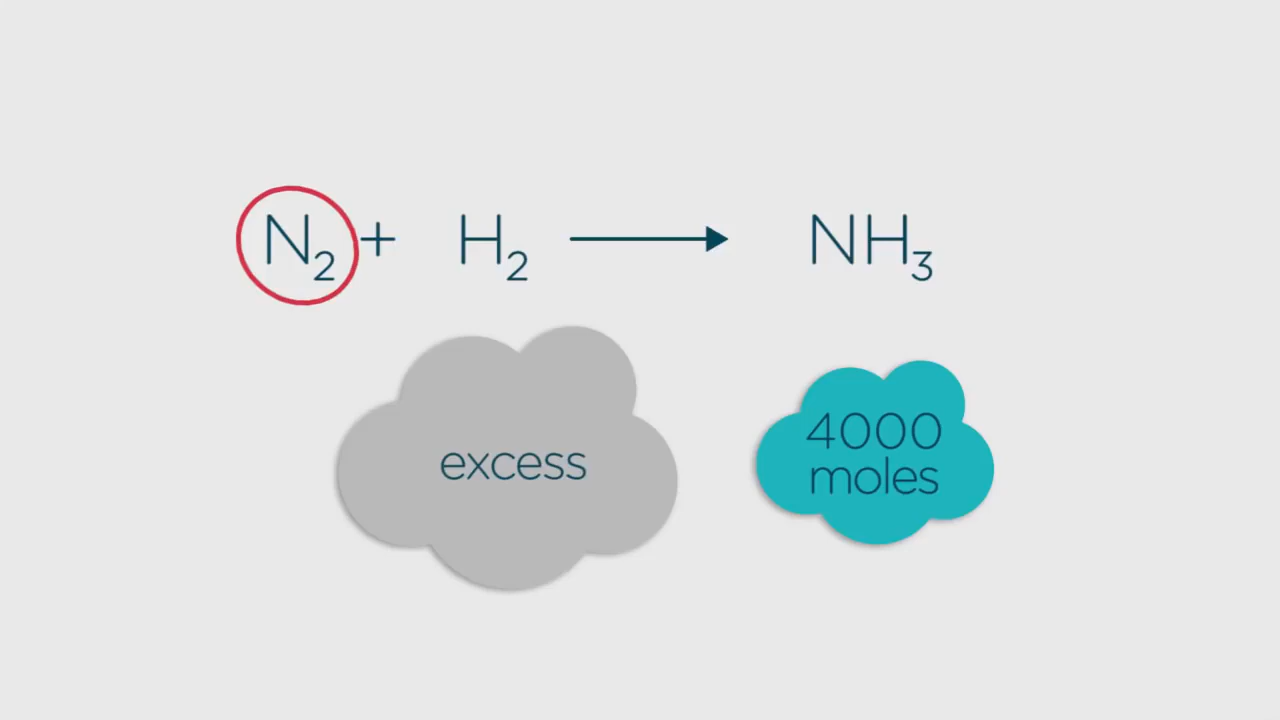 N₂ + H₂ → NH₃
excess
4000
moles